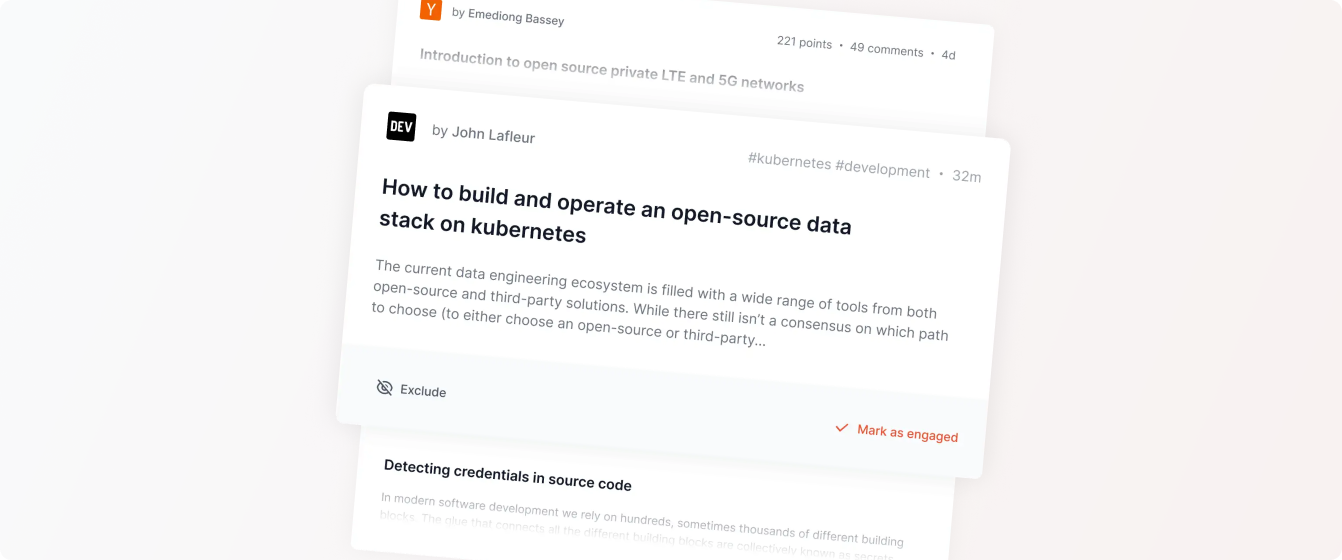 Y
by Emediong Bassey
221 points • 49 comments • 4d
Introduction to open source private LTE and 5G networks
DEV
by John Lafleur
#kubernetes #development • 32m
How to build and operate an open-source data
stack on kubernetes
The current data engineering ecosystem is filled with a wide range of tools from both
open-source and third-party solutions. While there still isn't a consensus on which path
to choose (to either choose an open-source or third-party...
Exclude
Mark as engaged
Detecting credentials in source code
In modern software development we rely on hundreds, sometimes thousands of different building
blocks. The glue that connects all the different building blocks are collectively known as secrets